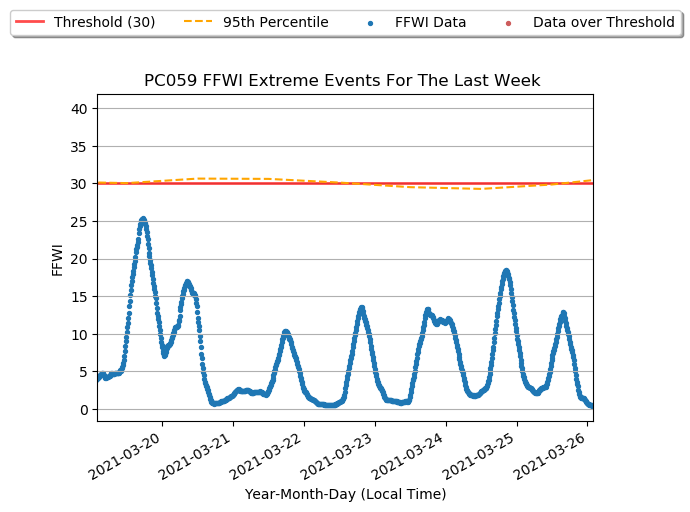 Threshold (30) 95th Percentile FFWI Data Data over Threshold
PC059 FFWI Extreme Events For The Last Week
40
35
30
25
20
15
10
5
0
FFWI
2021-03-20 2021-03-21 2021-03-22 2021-03-23 2021-03-24 2021-03-25 2021-03-26
Year-Month-Day (Local Time)